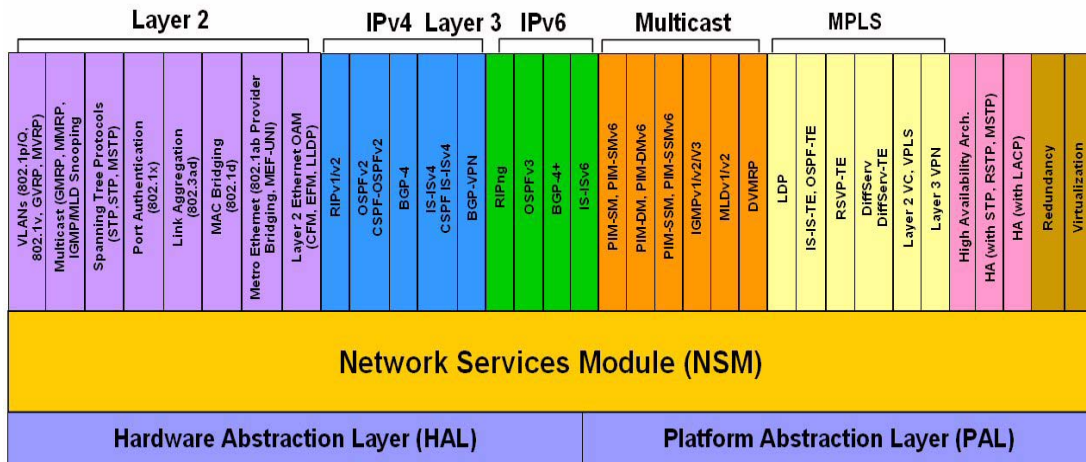 Layer 2
IPv4
Layer 3
IPv6
Multicast
MPLS
VLANs (802.1p/Q,
802.1v, GVRP, MVRP)
Multicast (GMRP, MMRP,
IGMP/MLD Snooping
Spanning Tree Protocols
(STP, STP, MSTP)
Port Authentication
(802.1x)
Link Aggregation
(802.3ad)
MAC Bridging
(802.1d)
Metro Ethernet (802.1ab Provider
Bridging, MEF-UNI)
Layer 2 Ethernet OAM
(CFM, EFM, LLDP)
RIPv1/v2
OSPFv2
CSPF-OSPFv2
BGP-4
IS-ISv4
CSPF IS-ISv4
BGP-VPN
RIPng
OSPFv3
BGP-4+
IS-ISv6
PIM-SM, PIM-SMv6
PIM-DM, PIM-DMv6
PIM-SSM, PIM-SSMv6
IGMPv1/v2/v3
MLDv1/v2
DV/MRP
LDP
IS-IS-TE, OSPF-TE
RSVP-TE
DiffServ
DiffServ-TE
Layer 2 VC, VPLS
Layer 3 VPN
High Availability Arch.
HA (with STP, RSTP, MSTP)
HA (with LACP)
Redundancy
Virtualization
Network Services Module (NSM)
Hardware Abstraction Layer (HAL)
Platform Abstraction Layer (PAL)